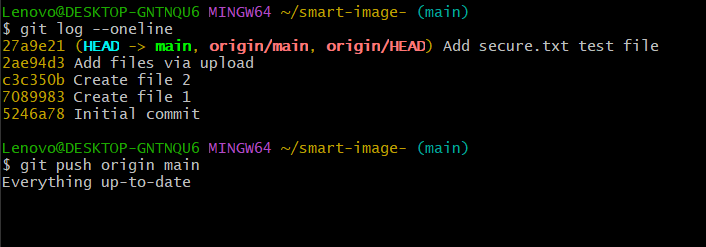 Lenovo@DESKTOP-GNTNQU6 MINGW64 ~/smart-image- (main)
$ git log --oneline
27a9e21 (HEAD -> main, origin/main, origin/HEAD) Add secure.txt test file
2ae94d3 Add files via upload
c3c350b Create file 2
7089983 Create file 1
5246a78 Initial commit
Lenovo@DESKTOP-GNTNQU6 MINGW64 ~/smart-image- (main)
$ git push origin main
Everything up-to-date